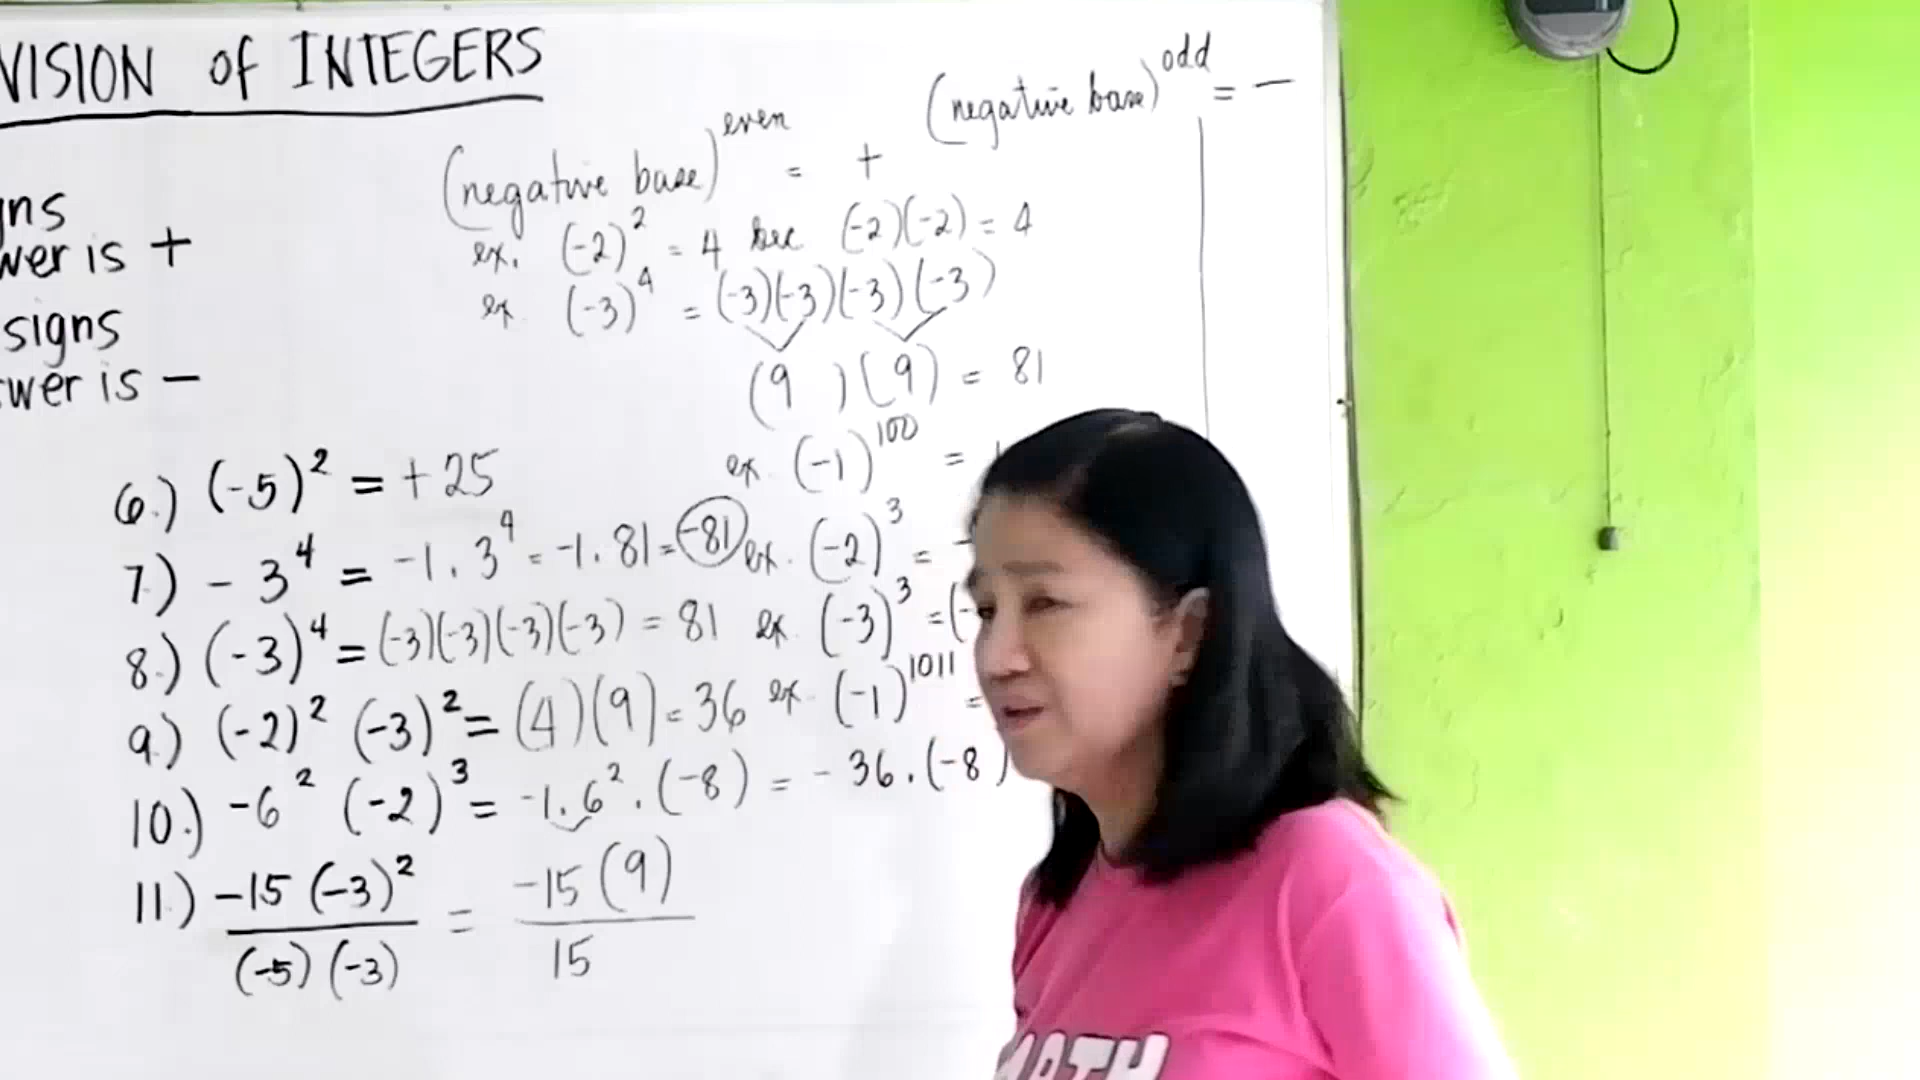 VISION of INTEGERS
(negative base)^even = +
(negative base)^odd = −
ex. (-2)^2 = 4 bec (-2)(-2) = 4
ex (-3)^4 = (-3)(-3)(-3)(-3)
(9 )(9) = 81
gns
wer is +
signs
wer is −
ex. (-1)^100 =
6.) (-5)^2 = +25
7.) - 3^4 = -1 . 3^4 = -1 . 81 = -81
ex. (-2)^3 = -
8.) (-3)^4 = (-3)(-3)(-3)(-3) = 81
ex. (-3)^3 = (-
9.) (-2)^2 (-3)^2 = (4)(9) = 36
ex. (-1)^1011 =
10.) -6^2 (-2)^3 = -1 . 6^2 . (-8) = - 36 . (-8)
11.) -15 (-3)^2 / (-5) (-3) = -15 (9) / 15
MATH